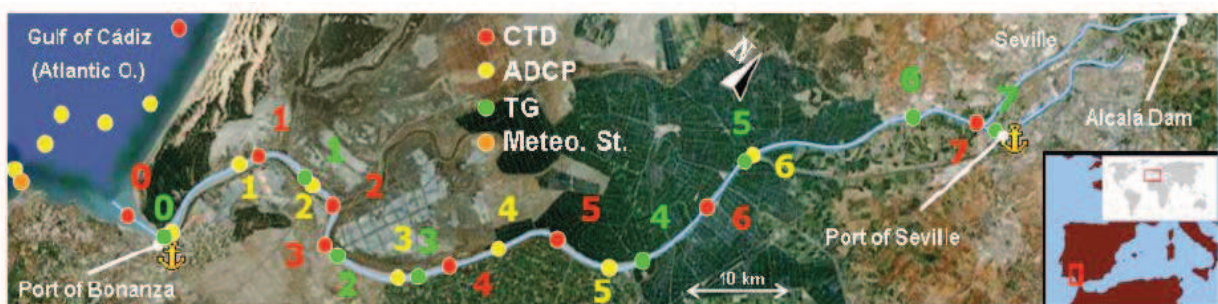 Gulf of Cádiz
(Atlantic O.)
CTD
ADCP
TG
Meteo. St.
N
Seville
Alcalá Dam
Port of Seville
Port of Bonanza
10 km
0
0
1
1
1
2
2
2
3
3
3
4
4
4
5
5
5
6
6
6
7
7